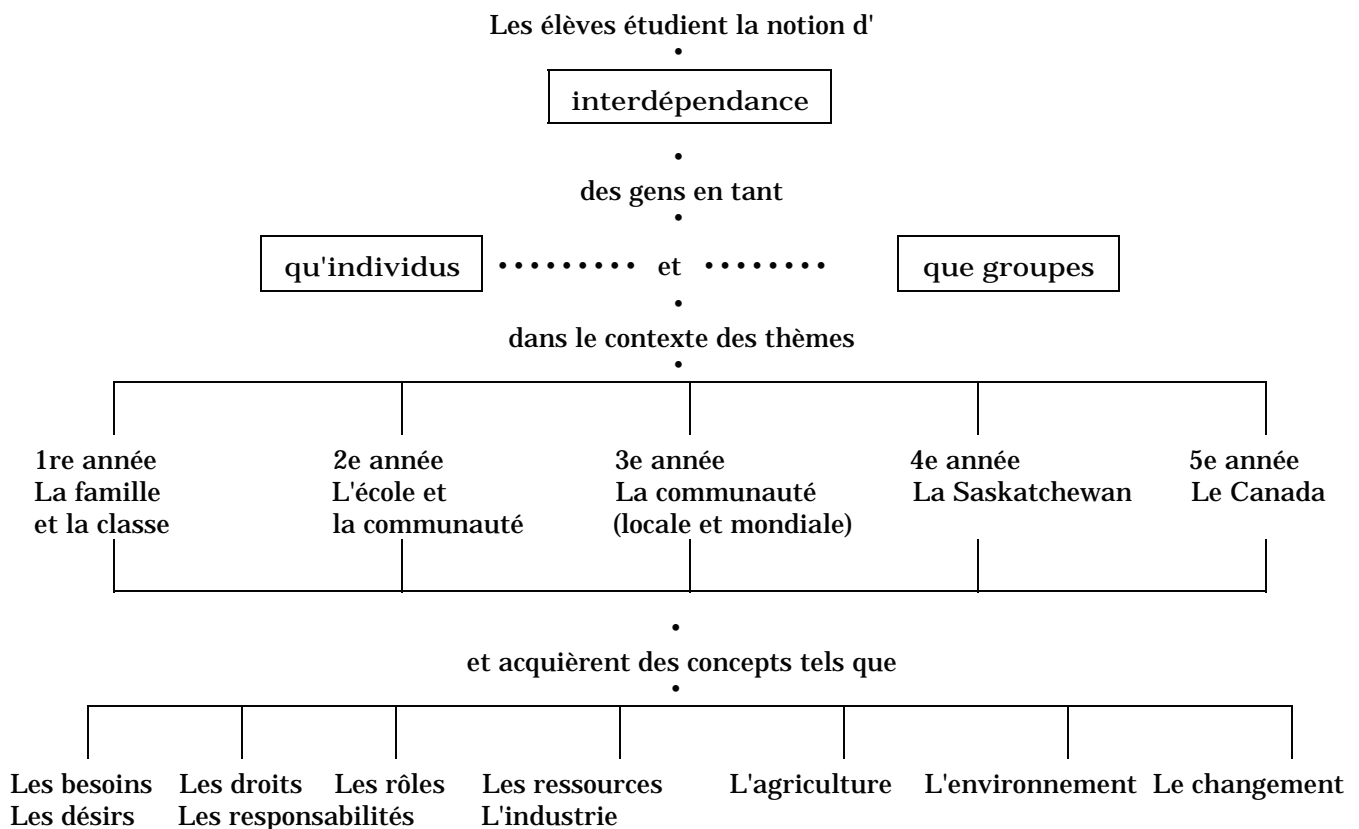 Les élèves étudient la notion d'
interdépendance
des gens en tant
qu'individus ••••••••• et •••••••• que groupes
dans le contexte des thèmes
1re année
La famille
et la classe
2e année
L'école et
la communauté
3e année
La communauté
(locale et mondiale)
4e année
La Saskatchewan
5e année
Le Canada
et acquièrent des concepts tels que
Les besoins Les droits Les rôles Les ressources L'agriculture L'environnement Le changement
Les désirs Les responsabilités L'industrie